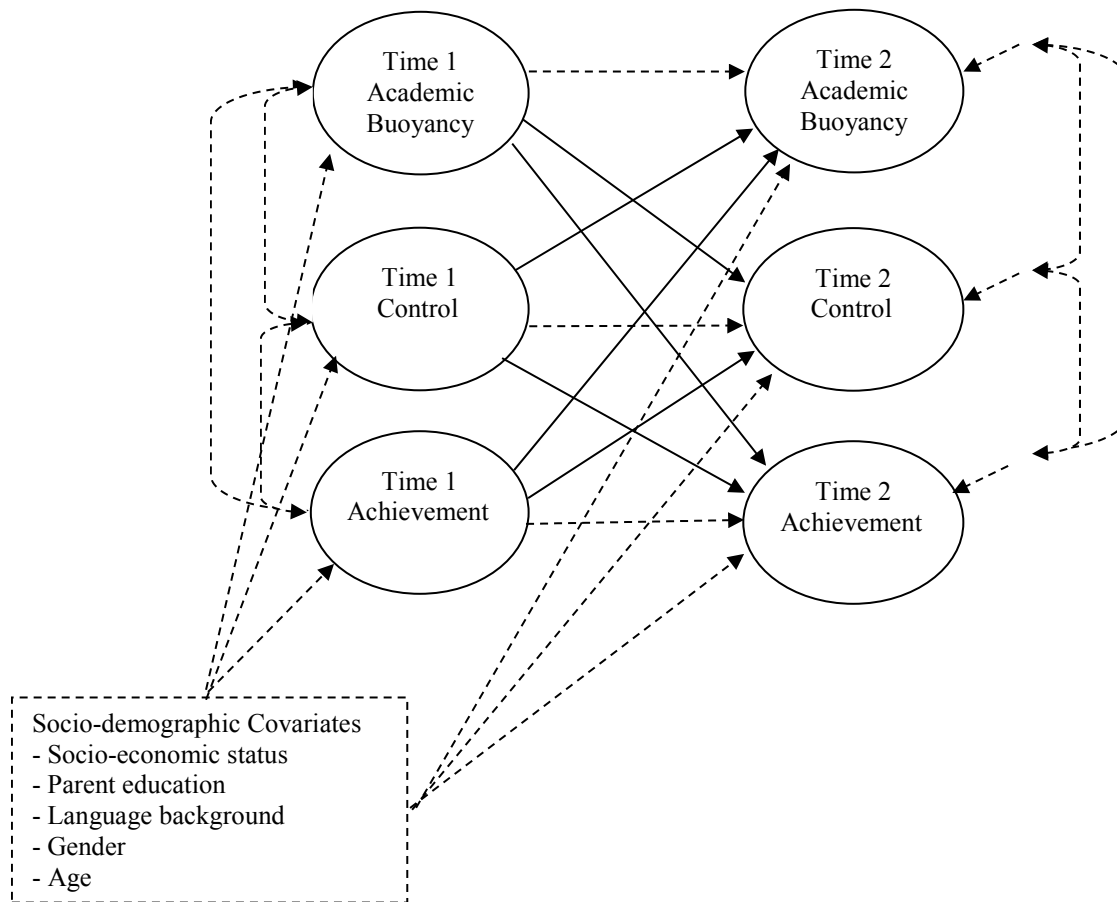 Time 1
Academic
Buoyancy
Time 2
Academic
Buoyancy
Time 1
Control
Time 2
Control
Time 1
Achievement
Time 2
Achievement
Socio-demographic Covariates
- Socio-economic status
- Parent education
- Language background
- Gender
- Age